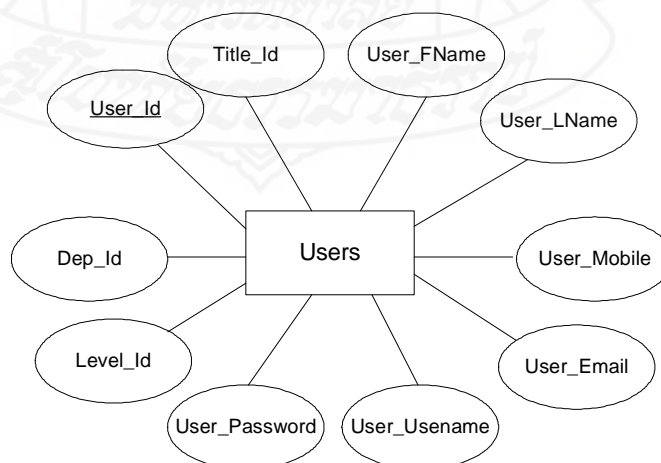 Title_Id
User_FName
User_Id
User_LName
Users
Dep_Id
User_Mobile
Level_Id
User_Email
User_Password
User_Usename